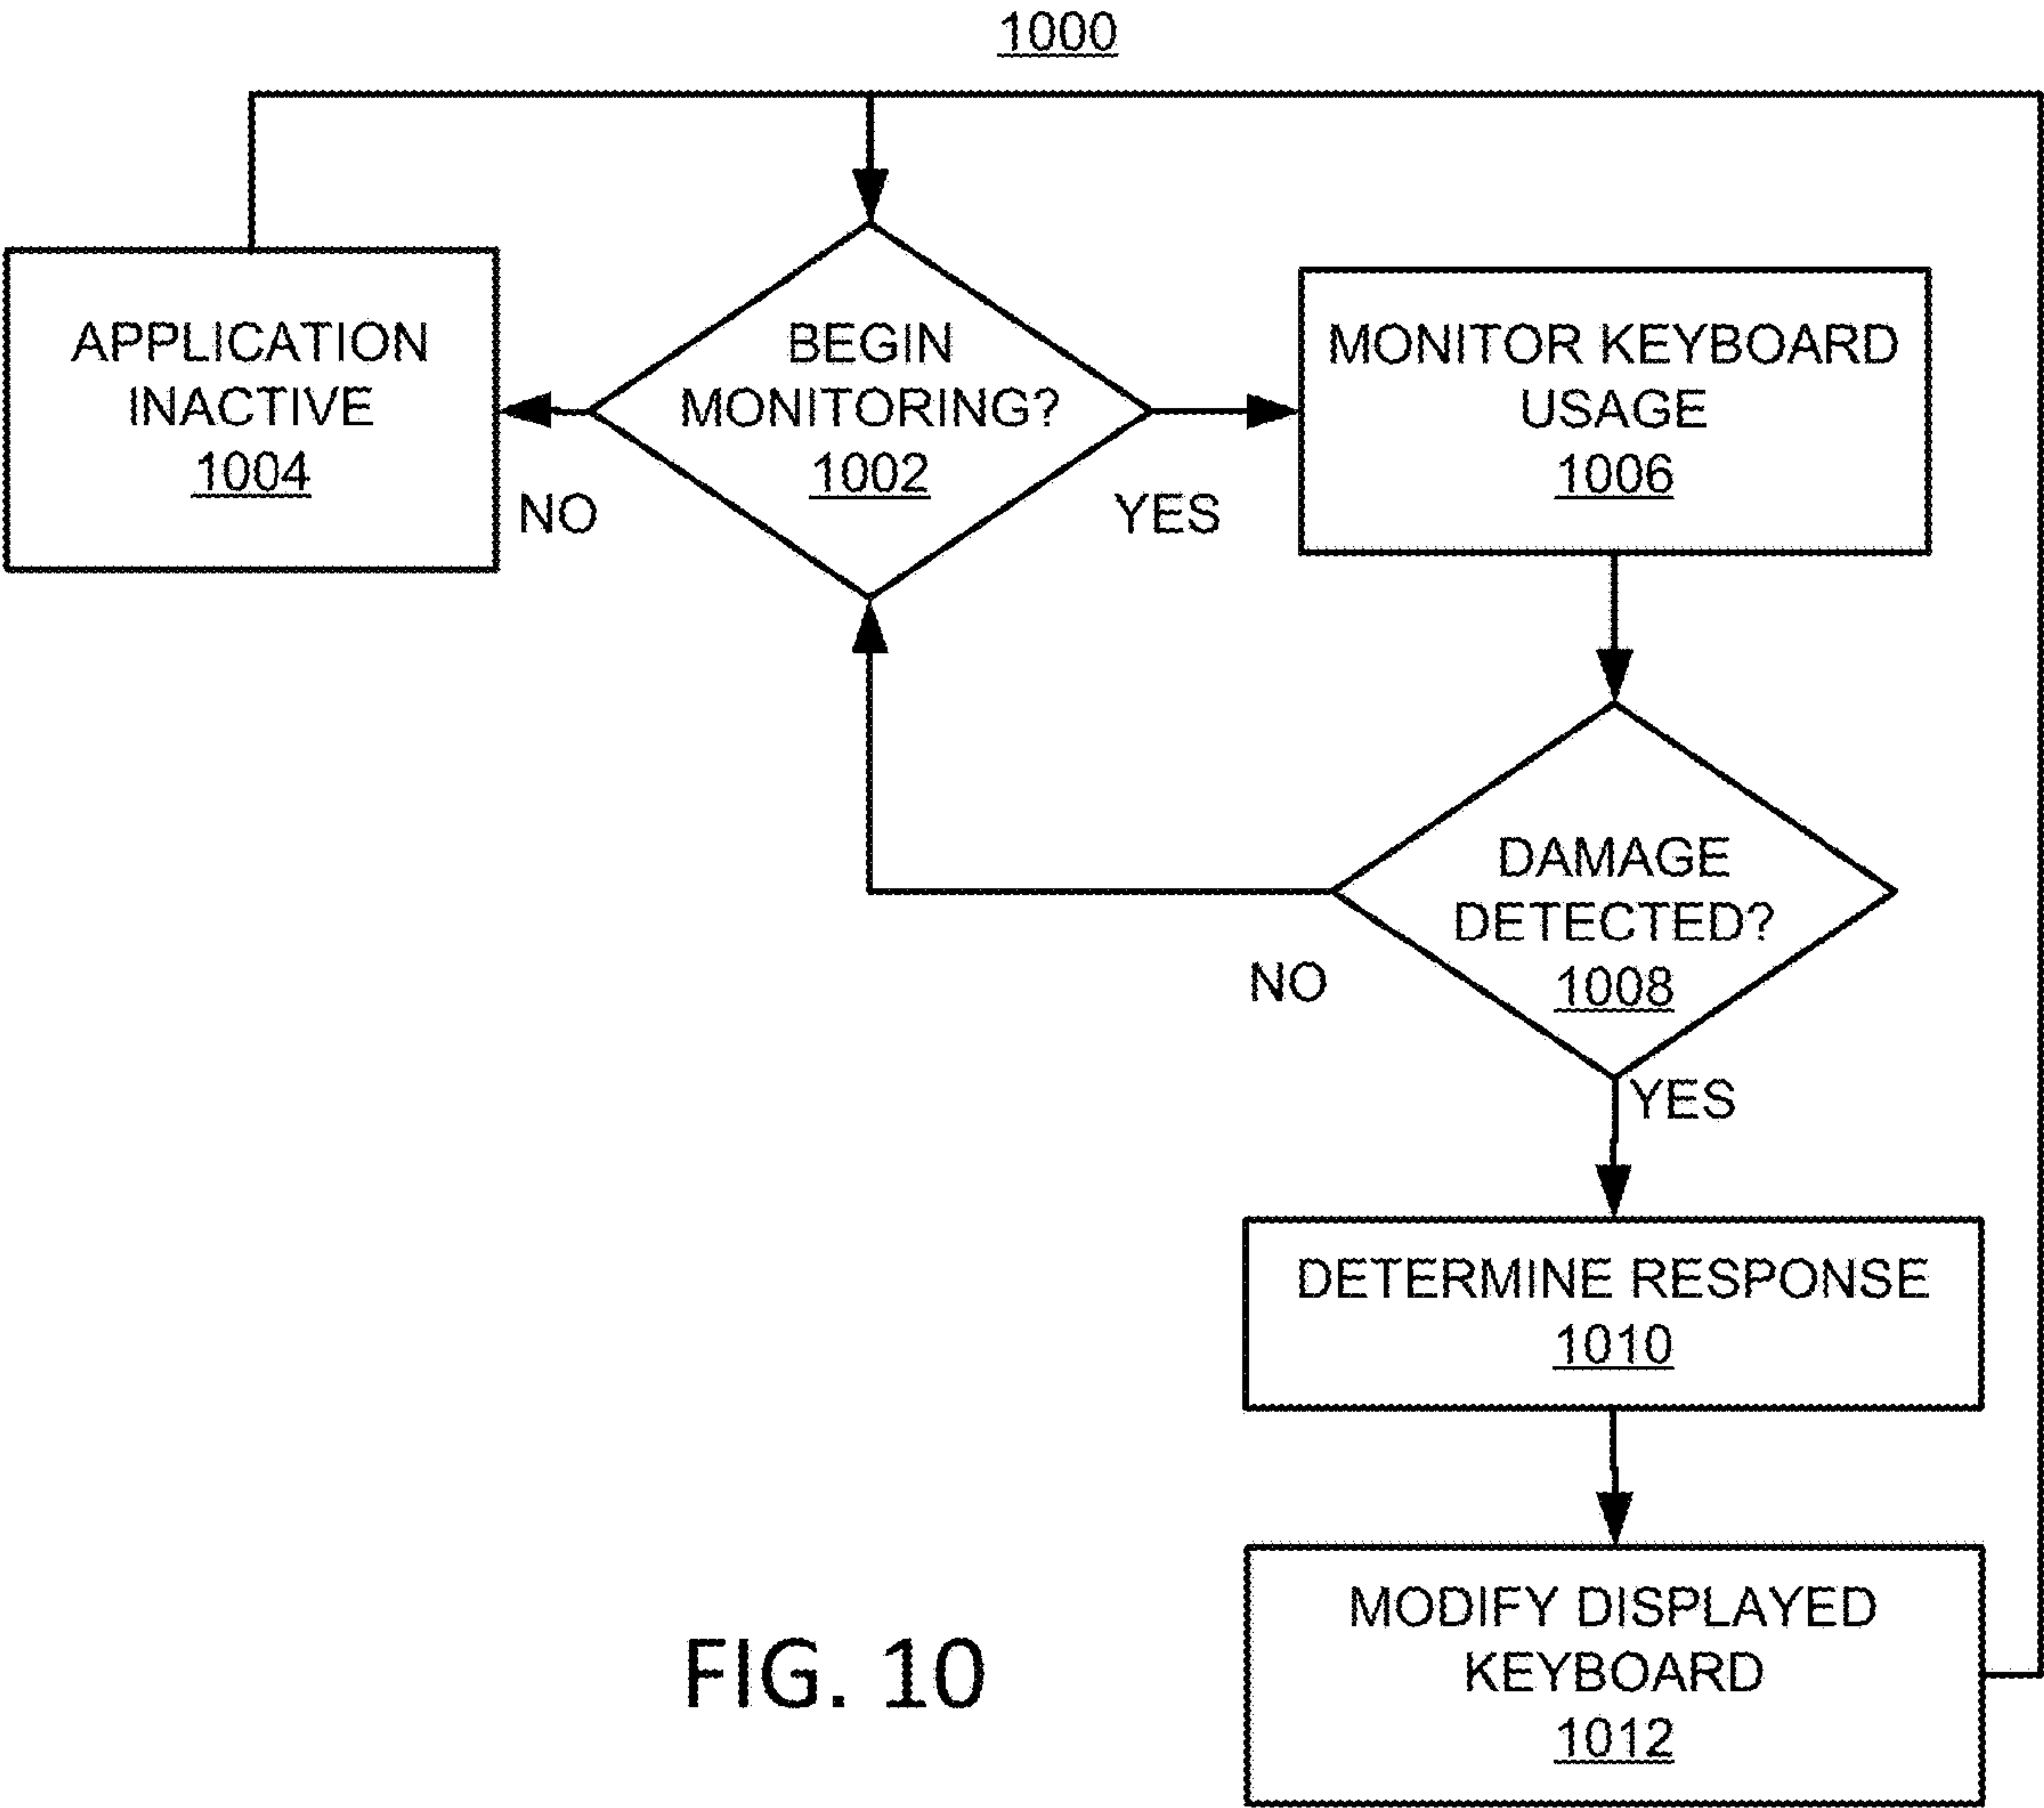 1000
APPLICATION
INACTIVE
1004
NO
BEGIN
MONITORING?
1002
YES
MONITOR KEYBOARD
USAGE
1006
DAMAGE
DETECTED?
1008
NO
YES
DETERMINE RESPONSE
1010
MODIFY DISPLAYED
KEYBOARD
1012
FIG. 10